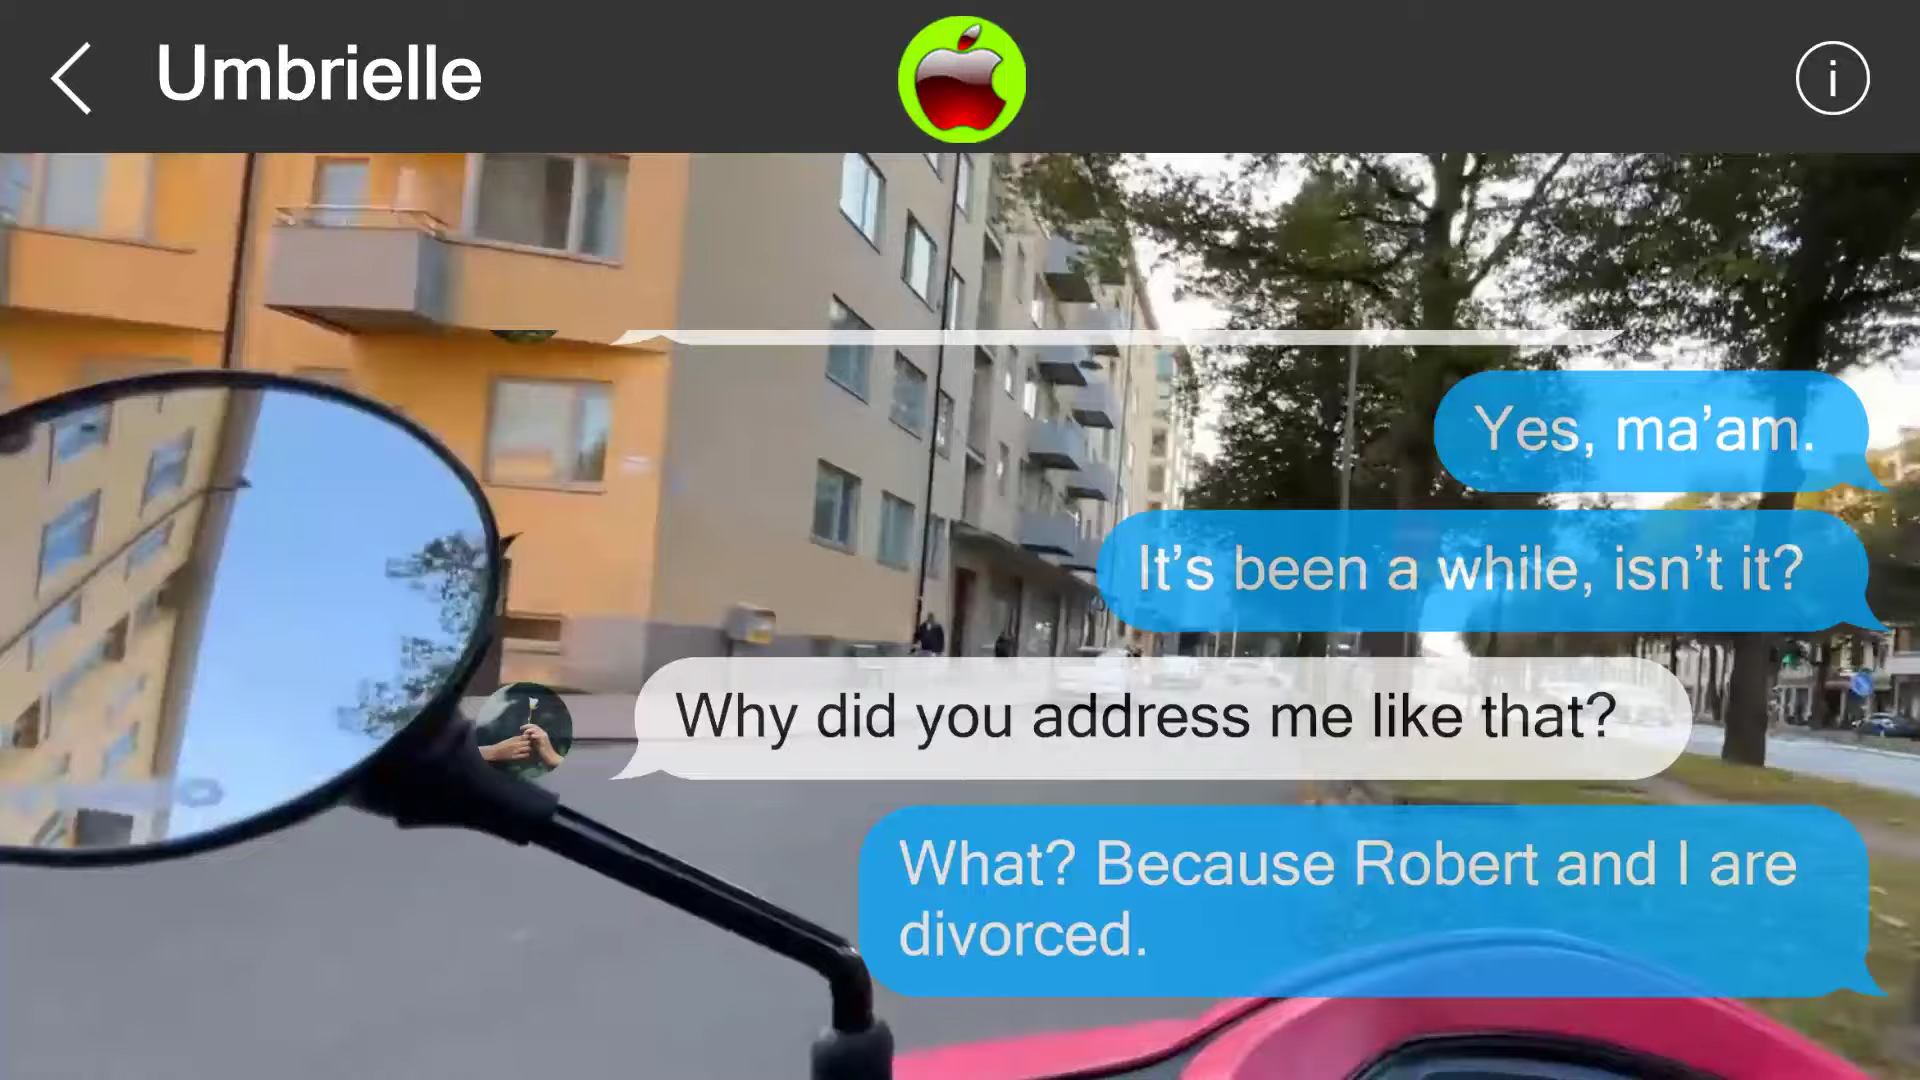 Umbrielle
i
Yes, ma’am.
It’s been a while, isn’t it?
Why did you address me like that?
What? Because Robert and I are
divorced.